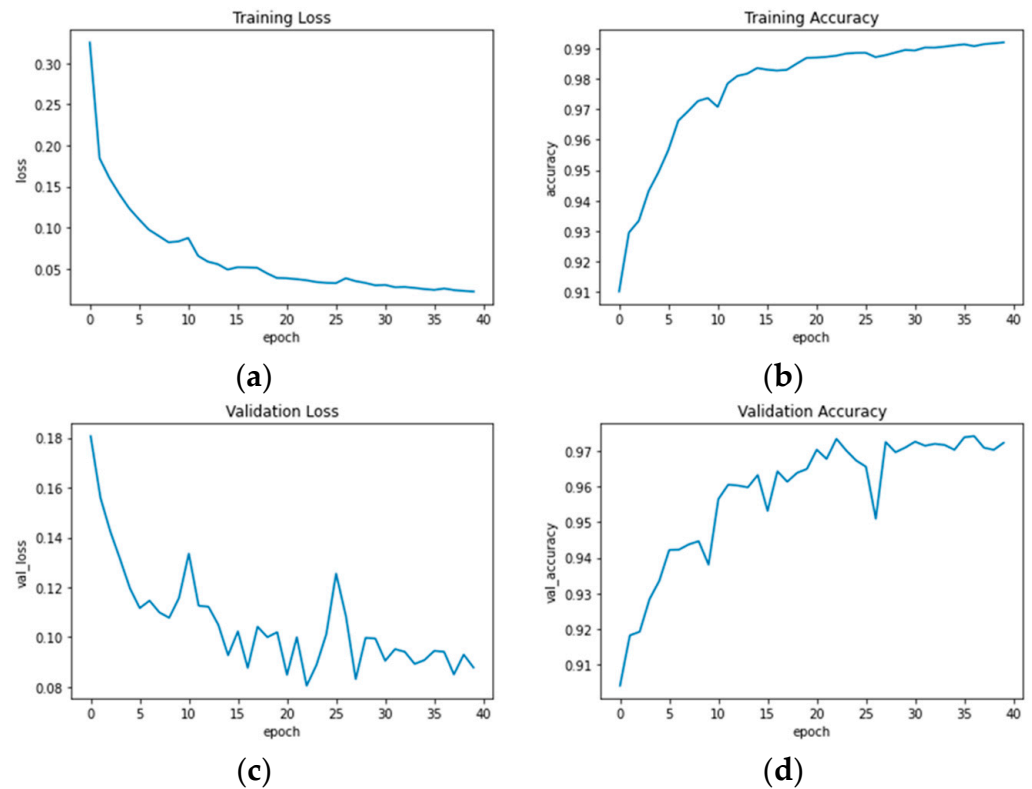 Training Loss
0.30
0.25
0.20
0.15
0.10
0.05
loss
0 5 10 15 20 25 30 35 40
epoch
(a)
Training Accuracy
0.99
0.98
0.97
0.96
0.95
0.94
0.93
0.92
0.91
accuracy
0 5 10 15 20 25 30 35 40
epoch
(b)
Validation Loss
0.18
0.16
0.14
0.12
0.10
0.08
val_loss
0 5 10 15 20 25 30 35 40
epoch
(c)
Validation Accuracy
0.97
0.96
0.95
0.94
0.93
0.92
0.91
val_accuracy
0 5 10 15 20 25 30 35 40
epoch
(d)